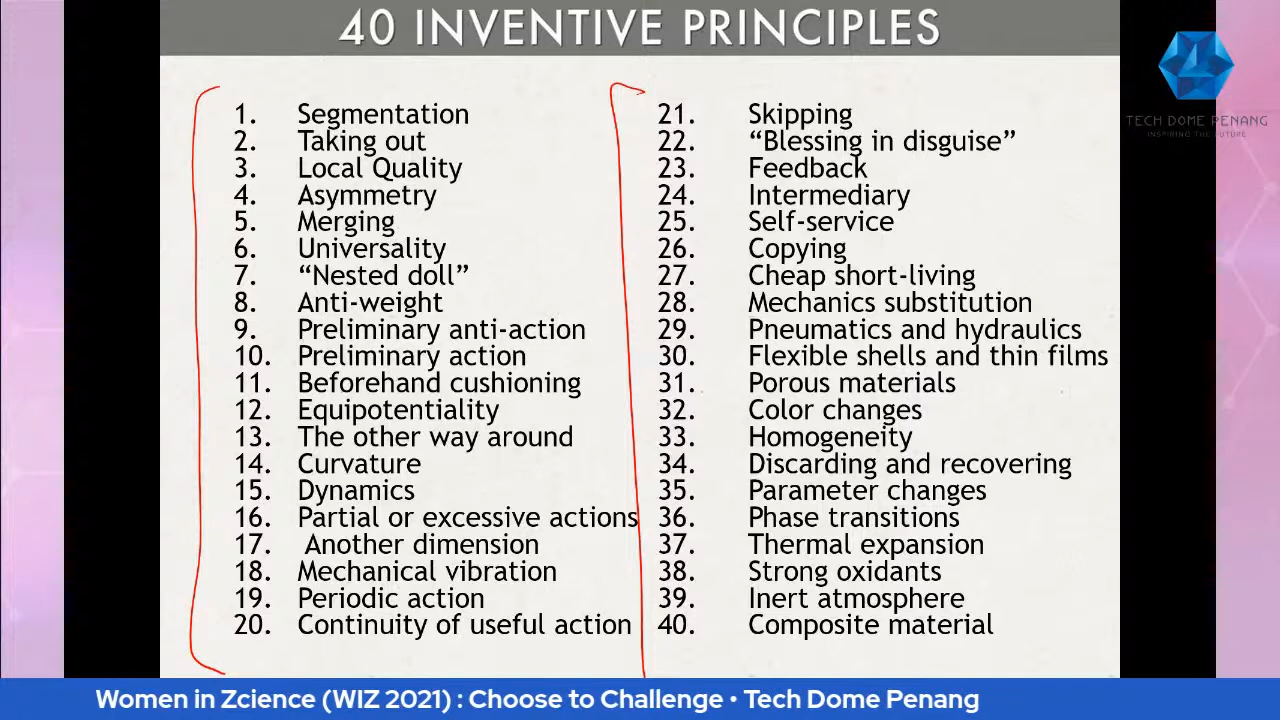 40 INVENTIVE PRINCIPLES
TECH DOME PENANG
INSPIRING THE FUTURE
1. Segmentation
2. Taking out
3. Local Quality
4. Asymmetry
5. Merging
6. Universality
7. “Nested doll”
8. Anti-weight
9. Preliminary anti-action
10. Preliminary action
11. Beforehand cushioning
12. Equipotentiality
13. The other way around
14. Curvature
15. Dynamics
16. Partial or excessive actions
17. Another dimension
18. Mechanical vibration
19. Periodic action
20. Continuity of useful action
21. Skipping
22. “Blessing in disguise”
23. Feedback
24. Intermediary
25. Self-service
26. Copying
27. Cheap short-living
28. Mechanics substitution
29. Pneumatics and hydraulics
30. Flexible shells and thin films
31. Porous materials
32. Color changes
33. Homogeneity
34. Discarding and recovering
35. Parameter changes
36. Phase transitions
37. Thermal expansion
38. Strong oxidants
39. Inert atmosphere
40. Composite material
Women in Zcience (WIZ 2021) : Choose to Challenge • Tech Dome Penang